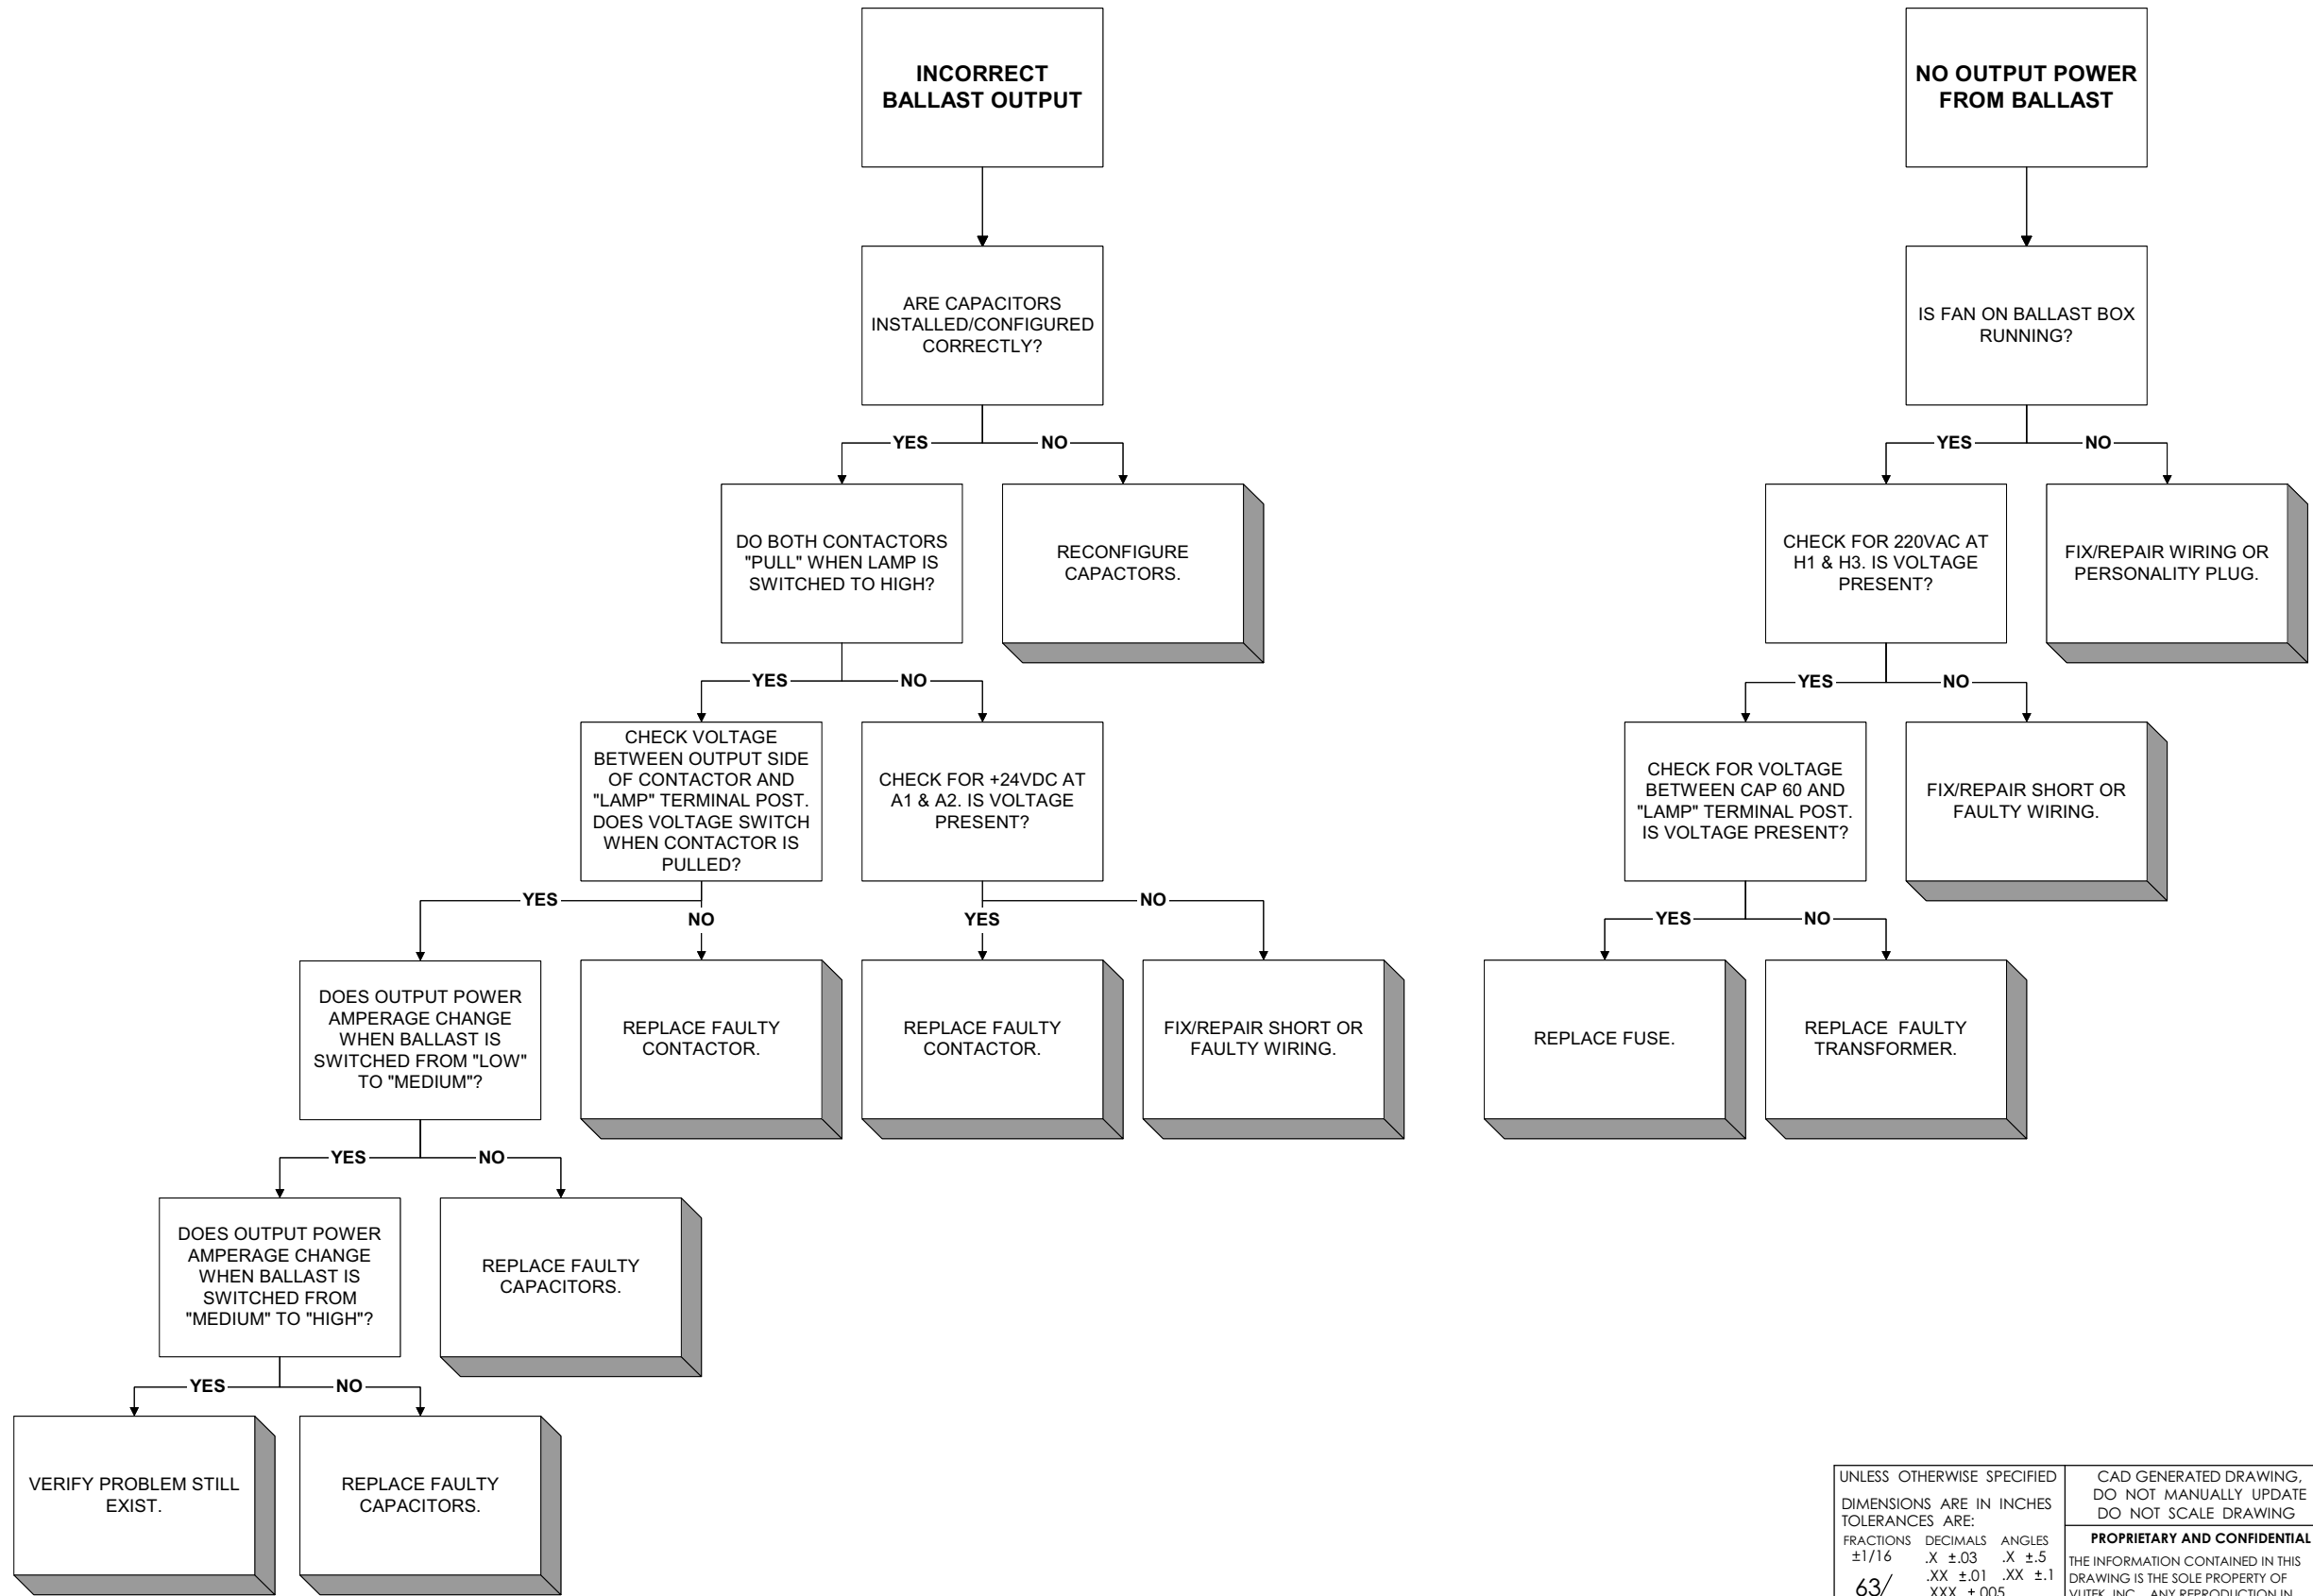 INCORRECT
BALLAST OUTPUT
ARE CAPACITORS
INSTALLED/CONFIGURED
CORRECTLY?
YES
NO
DO BOTH CONTACTORS
"PULL" WHEN LAMP IS
SWITCHED TO HIGH?
RECONFIGURE
CAPACTORS.
YES
NO
CHECK VOLTAGE
BETWEEN OUTPUT SIDE
OF CONTACTOR AND
"LAMP" TERMINAL POST.
DOES VOLTAGE SWITCH
WHEN CONTACTOR IS
PULLED?
CHECK FOR +24VDC AT
A1 & A2. IS VOLTAGE
PRESENT?
YES
NO
YES
NO
DOES OUTPUT POWER
AMPERAGE CHANGE
WHEN BALLAST IS
SWITCHED FROM "LOW"
TO "MEDIUM"?
REPLACE FAULTY
CONTACTOR.
REPLACE FAULTY
CONTACTOR.
FIX/REPAIR SHORT OR
FAULTY WIRING.
YES
NO
DOES OUTPUT POWER
AMPERAGE CHANGE
WHEN BALLAST IS
SWITCHED FROM
"MEDIUM" TO "HIGH"?
REPLACE FAULTY
CAPACITORS.
YES
NO
VERIFY PROBLEM STILL
EXIST.
REPLACE FAULTY
CAPACITORS.
NO OUTPUT POWER
FROM BALLAST
IS FAN ON BALLAST BOX
RUNNING?
YES
NO
CHECK FOR 220VAC AT
H1 & H3. IS VOLTAGE
PRESENT?
FIX/REPAIR WIRING OR
PERSONALITY PLUG.
YES
NO
CHECK FOR VOLTAGE
BETWEEN CAP 60 AND
"LAMP" TERMINAL POST.
IS VOLTAGE PRESENT?
FIX/REPAIR SHORT OR
FAULTY WIRING.
YES
NO
REPLACE FUSE.
REPLACE FAULTY
TRANSFORMER.
UNLESS OTHERWISE SPECIFIED
DIMENSIONS ARE IN INCHES
TOLERANCES ARE:
FRACTIONS DECIMALS ANGLES
±1/16 .X ±.03 .X ±.5
.XX ±.01 .XX ±.1
63/ .XXX ±.005
CAD GENERATED DRAWING,
DO NOT MANUALLY UPDATE
DO NOT SCALE DRAWING
PROPRIETARY AND CONFIDENTIAL
THE INFORMATION CONTAINED IN THIS
DRAWING IS THE SOLE PROPERTY OF
VUTEK, INC. ANY REPRODUCTION IN